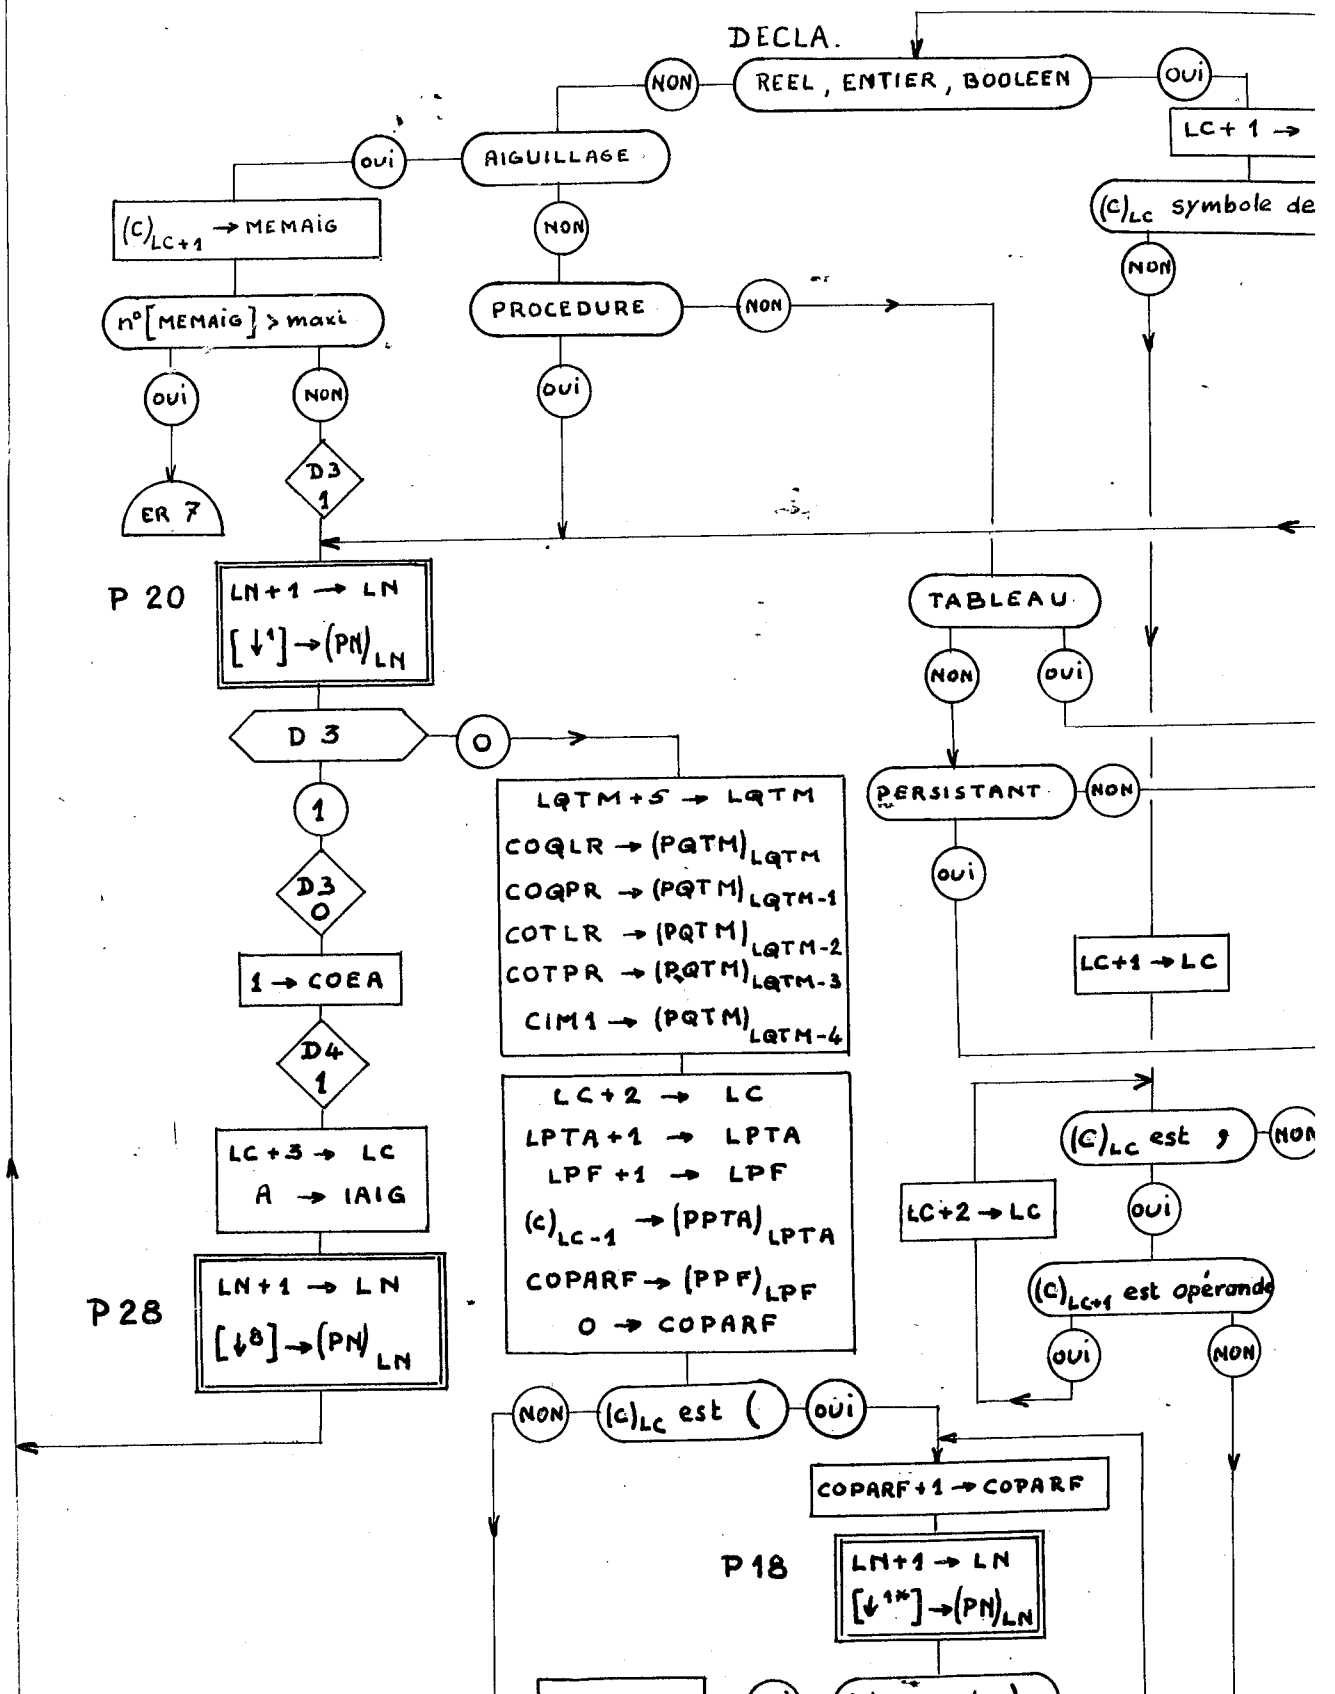 DECLA.
NON
REEL, ENTIER, BOOLEEN
OUI
LC + 1 →
OUI
AIGUILLAGE
(C)LC symbole de
(C)LC+1 → MEMAIG
NON
NON
n° [MEMAIG] > maxi
PROCEDURE
NON
OUI
NON
OUI
D3
1
ER 7
P 20
LN + 1 → LN
[↓1] → (PN)LN
TABLEAU
NON
OUI
D 3
0
PERSISTANT
NON
OUI
1
LQTM + 5 → LQTM
COQLR → (PQTM)LQTM
COQPR → (PQTM)LQTM-1
COTLR → (PQTM)LQTM-2
COTPR → (PQTM)LQTM-3
CIM1 → (PQTM)LQTM-4
D3
0
1 → COEA
LC+1 → LC
D4
1
LC + 2 → LC
LPTA + 1 → LPTA
LPF + 1 → LPF
(C)LC-1 → (PPTA)LPTA
COPARF → (PPF)LPF
0 → COPARF
(C)LC est ,
NON
LC + 3 → LC
A → IAIG
LC+2 → LC
OUI
(C)LC+1 est opérande
OUI
NON
P 28
LN + 1 → LN
[↓8] → (PN)LN
NON
(C)LC est (
OUI
COPARF + 1 → COPARF
P 18
LN + 1 → LN
[↓1*] → (PN)LN